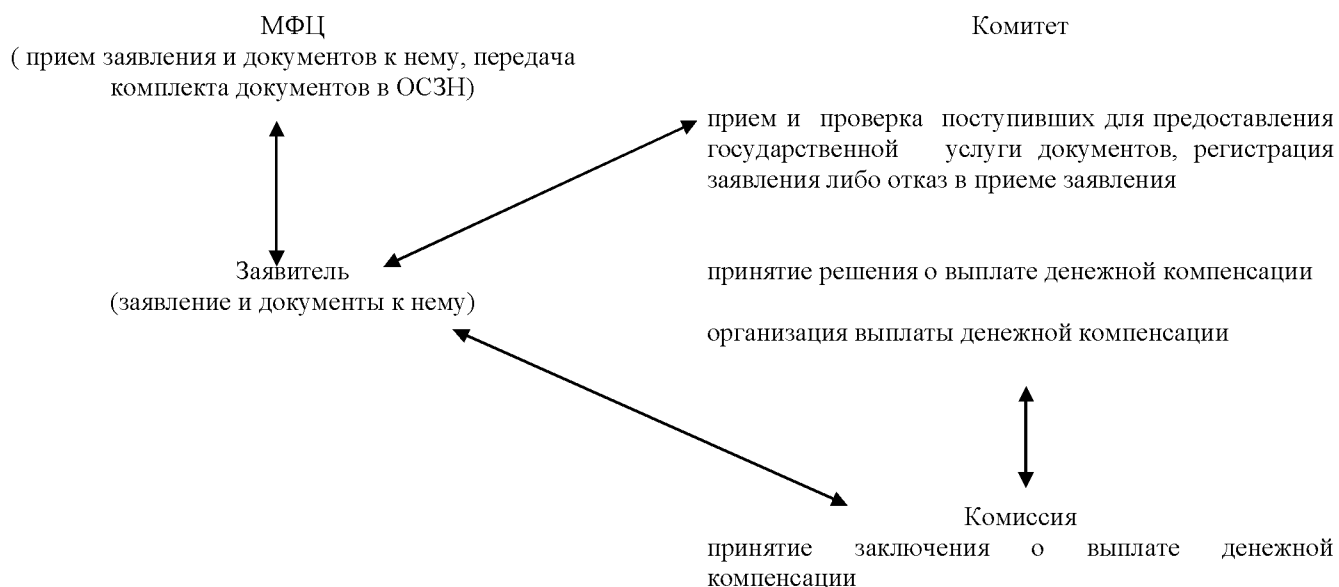 МФЦ
( прием заявления и документов к нему, передача
комплекта документов в ОСЗН)
Заявитель
(заявление и документы к нему)
Комитет
прием и проверка поступивших для предоставления
государственной услуги документов, регистрация
заявления либо отказ в приеме заявления
принятие решения о выплате денежной компенсации
организация выплаты денежной компенсации
Комиссия
принятие заключения о выплате денежной
компенсации